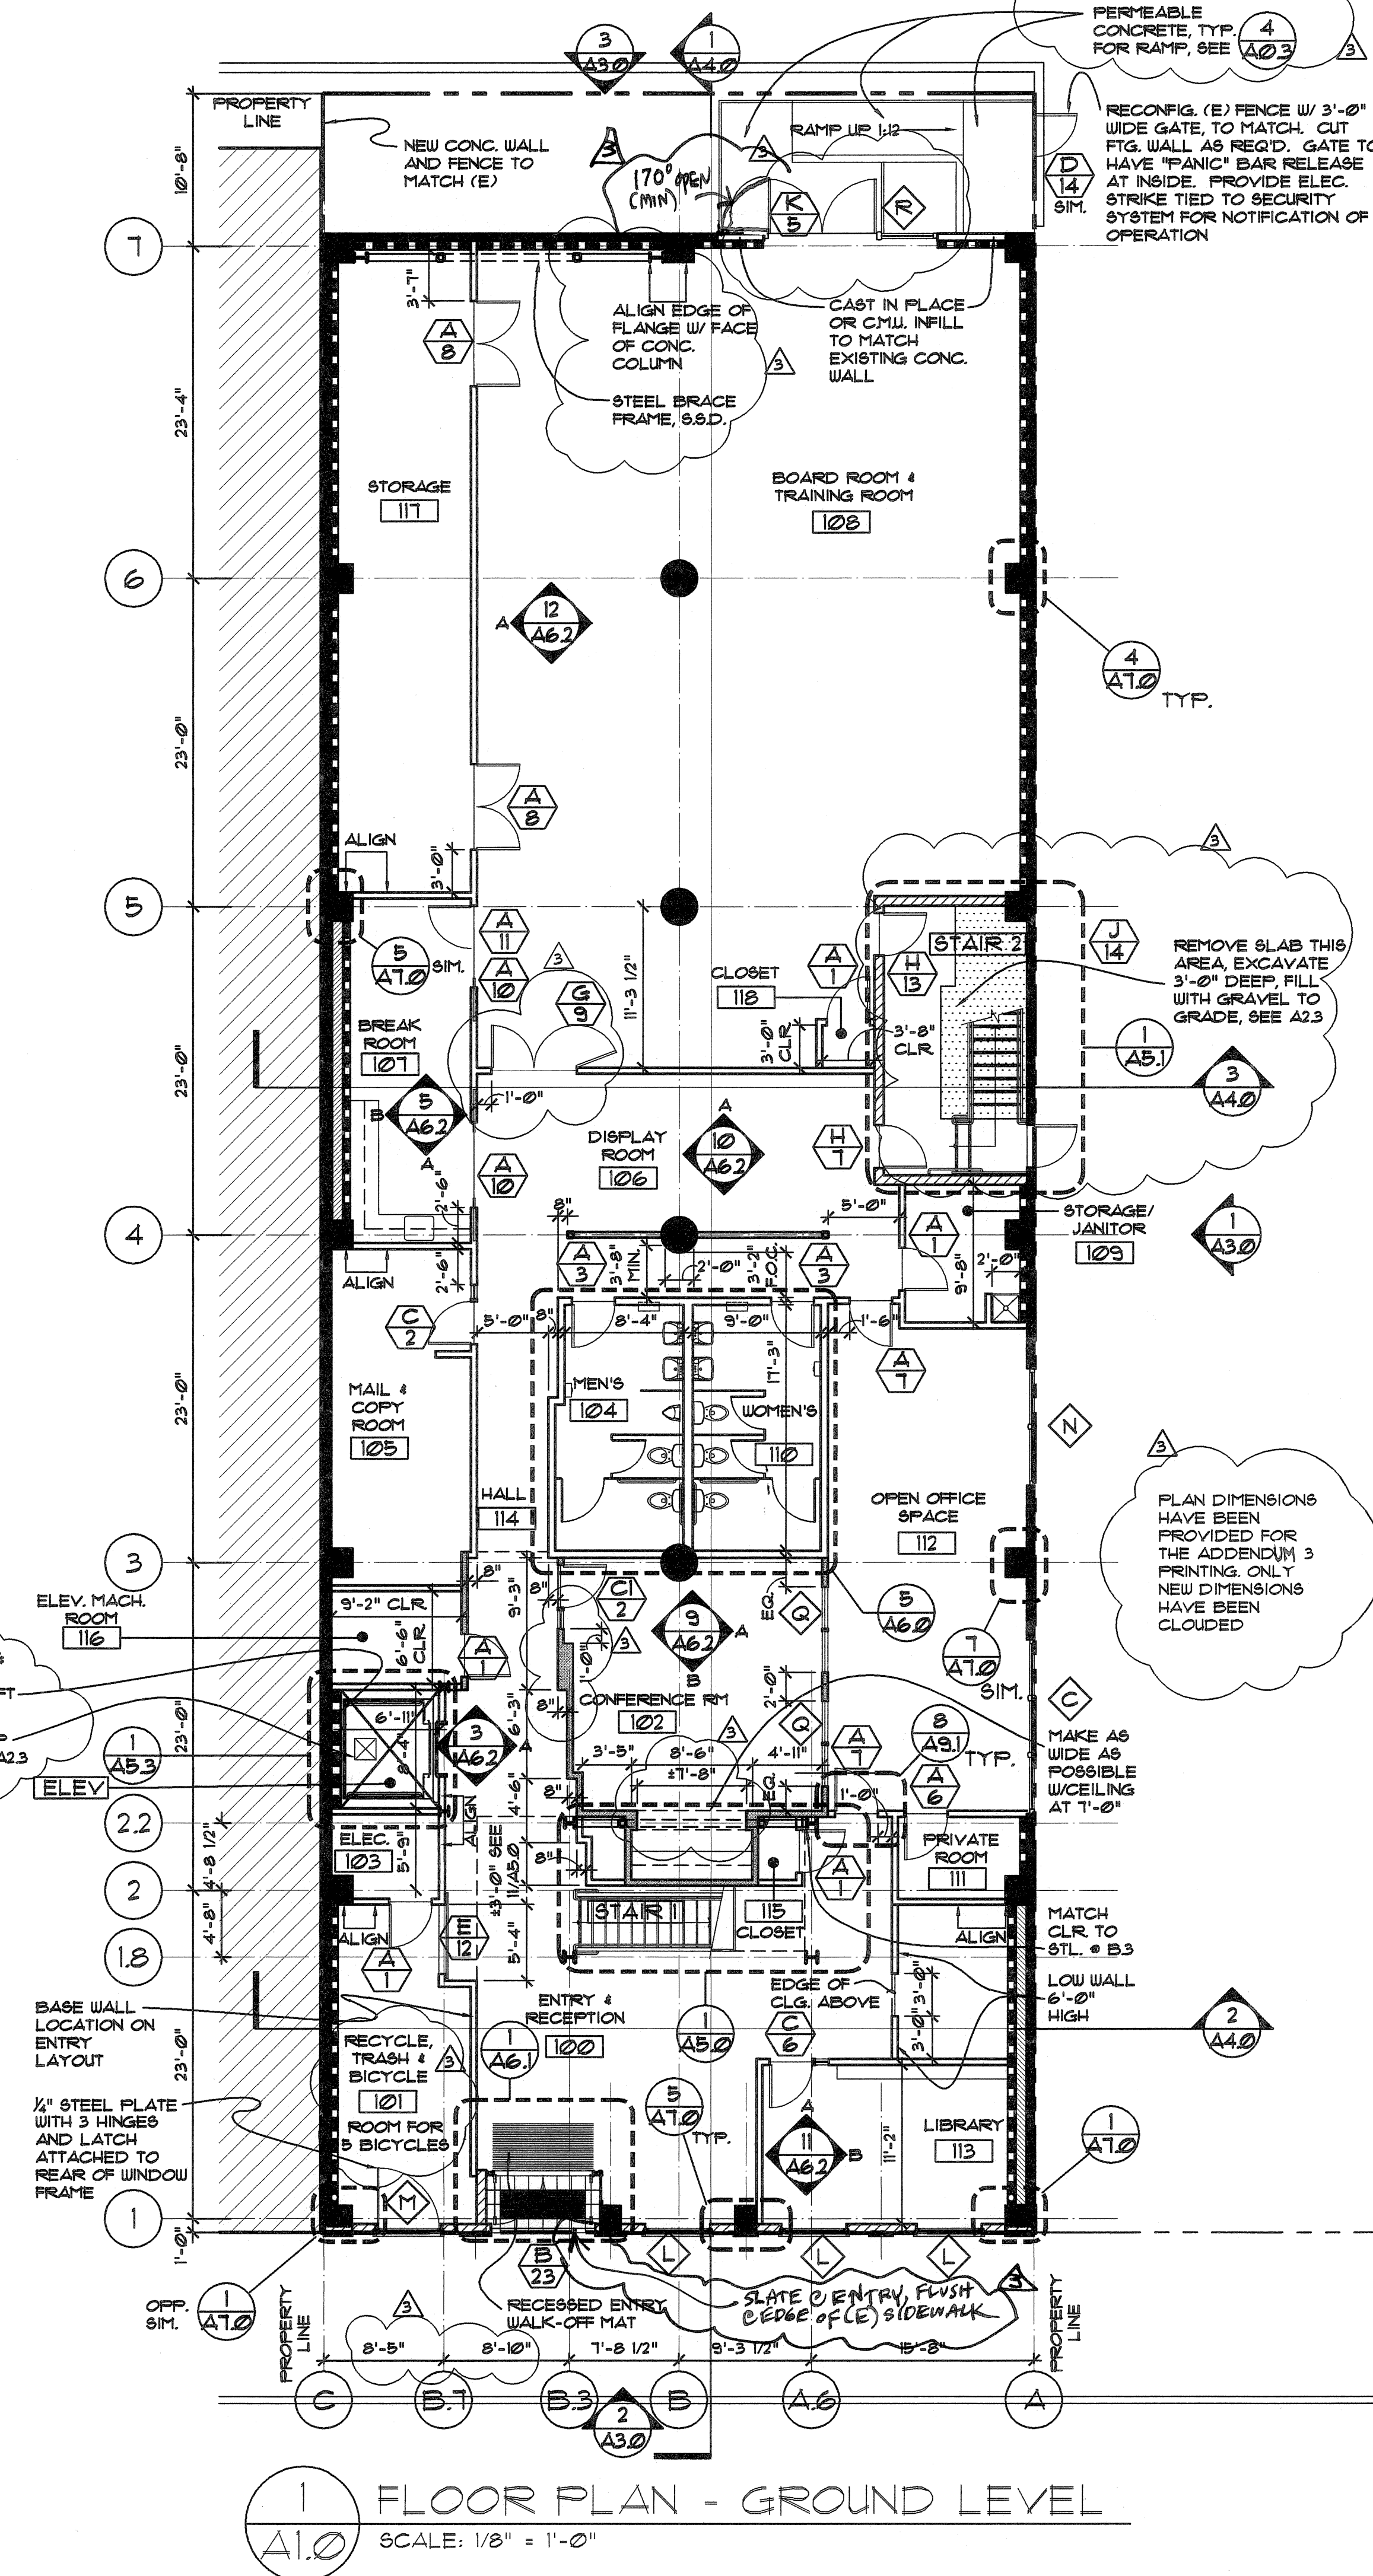 3
A3.0
1
A4.0
PERMEABLE
CONCRETE, TYP.
FOR RAMP, SEE
4
A0.3
3
PROPERTY
LINE
NEW CONC. WALL
AND FENCE TO
MATCH (E)
3
170° OPEN
(MIN)
3
RAMP UP 1:12
K
5
R
D
14
SIM.
RECONFIG. (E) FENCE W/ 3'-0"
WIDE GATE, TO MATCH. CUT
FTG. WALL AS REQ'D. GATE TO
HAVE "PANIC" BAR RELEASE
AT INSIDE. PROVIDE ELEC.
STRIKE TIED TO SECURITY
SYSTEM FOR NOTIFICATION OF
OPERATION
10'-8"
7
3'-7"
A
8
ALIGN EDGE OF
FLANGE W/ FACE
OF CONC.
COLUMN
3
CAST IN PLACE
OR C.M.U. INFILL
TO MATCH
EXISTING CONC.
WALL
STEEL BRACE
FRAME, S.S.D.
23'-4"
STORAGE
117
BOARD ROOM &
TRAINING ROOM
108
6
12
A6.2
A
4
A7.0
TYP.
23'-0"
A
8
ALIGN
3'-0"
3
5
5
A7.0
SIM.
A
11
A
10
3
G
9
11'-3 1/2"
CLOSET
118
A
1
H
13
STAIR 2
J
14
REMOVE SLAB THIS
AREA, EXCAVATE
3'-0" DEEP, FILL
WITH GRAVEL TO
GRADE, SEE A2.3
BREAK
ROOM
107
3'-0"
CLR
3'-8"
CLR
1
A5.1
3
A4.0
23'-0"
5
A6.2
B
A
1'-0"
DISPLAY
ROOM
106
A
10
A6.2
H
7
A
10
2'-6"
8"
5'-0"
STORAGE/
JANITOR
109
1
A3.0
4
ALIGN
2'-6"
A
3
3'-8"
MIN.
2'-0"
3'-2"
F.O.C.
A
3
A
1
9'-8"
2'-0"
C
2
5'-0"
8"
8'-4"
9'-0"
1'-6"
A
7
17'-3"
MAIL &
COPY
ROOM
105
MEN'S
104
WOMEN'S
110
N
23'-0"
HALL
114
OPEN OFFICE
SPACE
112
3
PLAN DIMENSIONS
HAVE BEEN
PROVIDED FOR
THE ADDENDUM 3
PRINTING. ONLY
NEW DIMENSIONS
HAVE BEEN
CLOUDED
3
8"
8"
9'-3"
C1
2
EQ.
Q
5
A6.0
ELEV. MACH.
ROOM
116
9'-2" CLR
6'-6"
CLR
3
9
A6.2
A
B
A
1
1'-0"
7
A7.0
SIM.
CONFERENCE RM
102
2'-0"
Q
C
6'-11"
8'-4"
3
A6.2
A
6'-3"
8"
3
A
7
8
A9.1
TYP.
MAKE AS
WIDE AS
POSSIBLE
W/CEILING
AT 7'-0"
A2.3
1
A5.3
ELEV
23'-0"
3'-5"
8'-6"
4'-11"
±7'-8"
EQ.
1'-0"
A
6
4'-6"
8"
ALIGN
2.2
4'-8 1/2"
ELEC.
103
5'-9"
±3'-0" SEE
11/A5.0
8"
PRIVATE
ROOM
111
A
1
2
4'-8"
STAIR 1
115
CLOSET
MATCH
CLR. TO
STL. @ B.3
ALIGN
E
12
5'-4"
ALIGN
1.8
A
1
EDGE OF
CLG. ABOVE
3'-0"
3'-0"
LOW WALL
6'-0"
HIGH
BASE WALL
LOCATION ON
ENTRY
LAYOUT
ENTRY &
RECEPTION
100
1
A5.0
C
6
2
A4.0
RECYCLE,
TRASH &
BICYCLE
101
ROOM FOR
5 BICYCLES
3
1
A6.1
23'-0"
1/4" STEEL PLATE
WITH 3 HINGES
AND LATCH
ATTACHED TO
REAR OF WINDOW
FRAME
5
A7.0
TYP.
A
11
A6.2
B
11'-2"
LIBRARY
113
1
A7.0
M
1
1'-0"
B
23
L
L
L
OPP.
SIM.
1
A7.0
PROPERTY
LINE
3
RECESSED ENTRY
WALK-OFF MAT
SLATE @ ENTRY, FLUSH
@ EDGE OF (E) SIDEWALK
3
PROPERTY
LINE
8'-5"
8'-10"
7'-8 1/2"
9'-3 1/2"
15'-8"
C
B.7
B.3
B
A.6
A
2
A3.0
1
A1.0
FLOOR PLAN - GROUND LEVEL
SCALE: 1/8" = 1'-0"